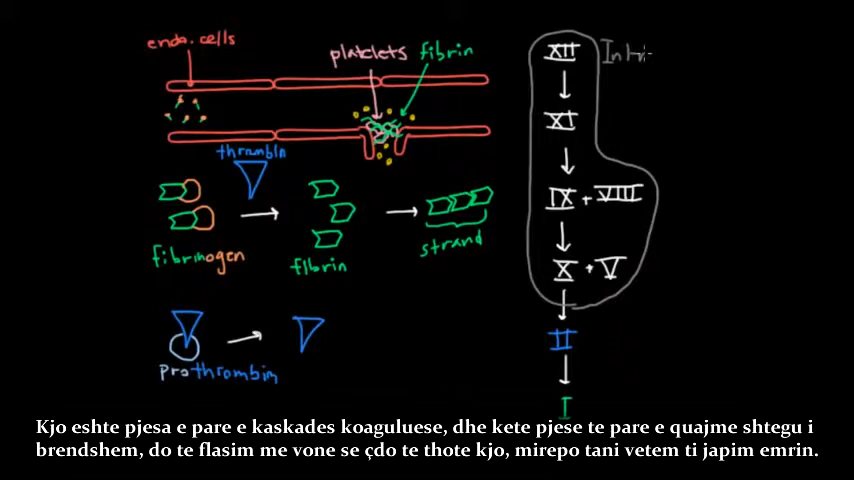 endo. cells
platelets
fibrin
XII
Intri
XI
thrombin
IX + VIII
fibrinogen
fibrin
strand
X + V
II
prothrombin
I
Kjo eshte pjesa e pare e kaskades koaguluese, dhe kete pjese te pare e quajme shtegu i
brendshem, do te flasim me vone se çdo te thote kjo, mirepo tani vetem ti japim emrin.